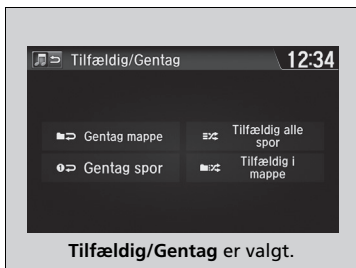 Tilfældig/Gentag
12:34
Gentag mappe
Tilfældig alle
spor
Gentag spor
Tilfældig i
mappe
Tilfældig/Gentag er valgt.